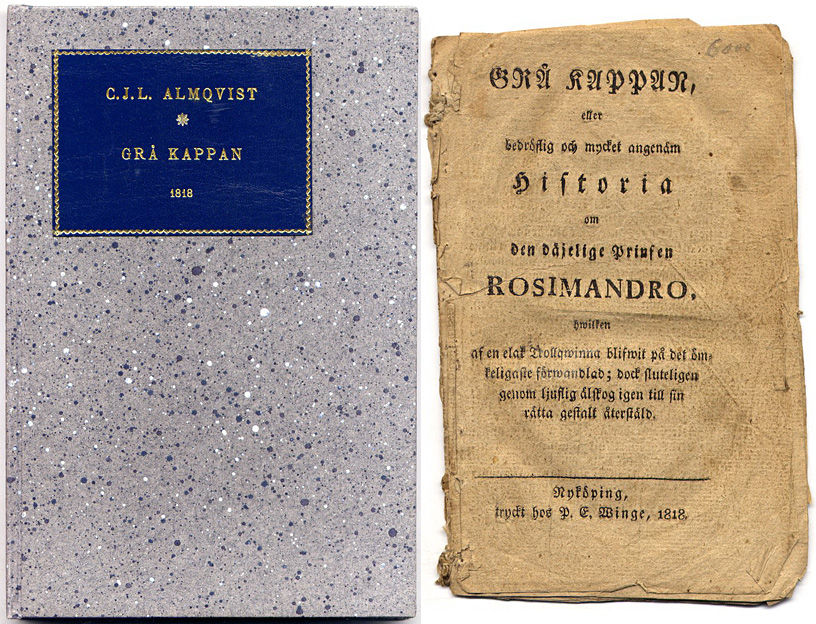 C.J.L. ALMQVIST
GRÅ KAPPAN
1818
GRÅ KAPPAN,
eller
bedröflig och mycket angenäm
Historia
om
den däjelige Prinsen
ROSIMANDRO,
hwilken
af en elak Trollqwinna blifwit på det öm-
keligaste förwandlad; dock sluteligen
genom ljuflig älskog igen till sin
rätta gestalt återstäld.
Nyköping,
tryckt hos P. E. Winge, 1818.